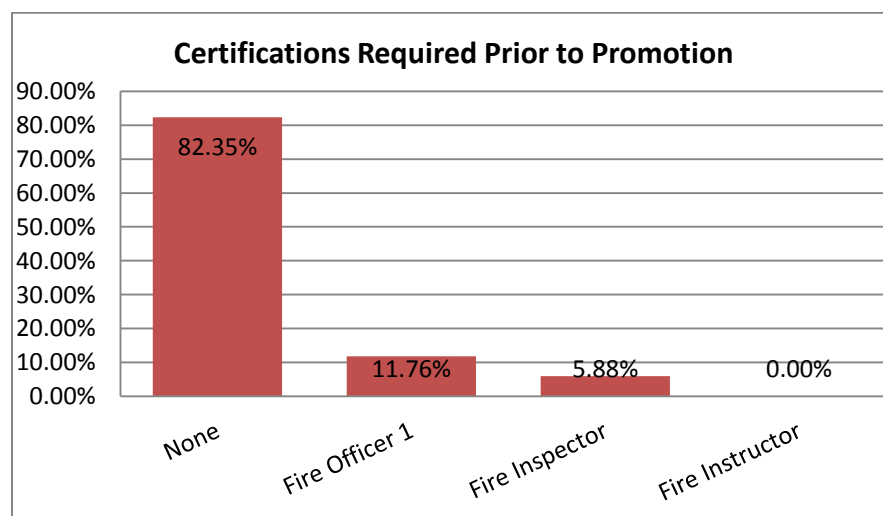 Certifications Required Prior to Promotion
90.00%
80.00%
70.00%
60.00%
50.00%
40.00%
30.00%
20.00%
10.00%
0.00%
82.35%
11.76%
5.88%
0.00%
None
Fire Officer 1
Fire Inspector
Fire Instructor